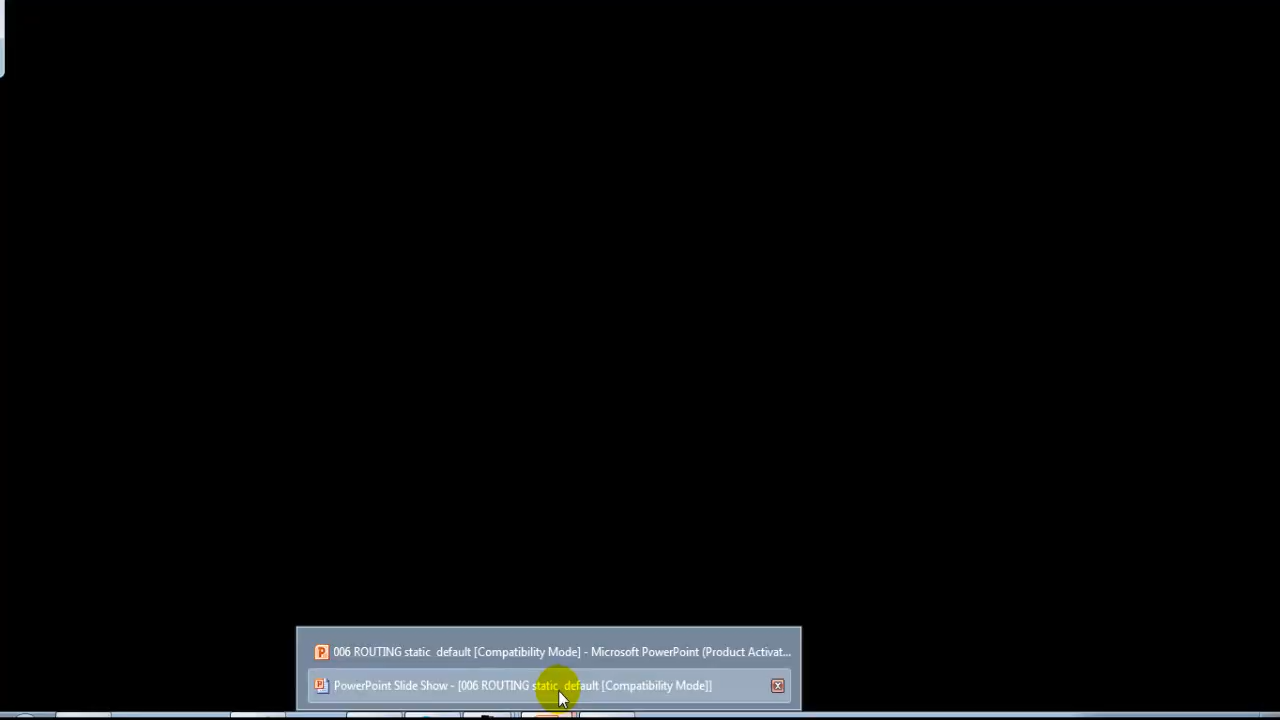 006 ROUTING static  default [Compatibility Mode] - Microsoft PowerPoint (Product Activat...
PowerPoint Slide Show - [006 ROUTING static  default [Compatibility Mode]]